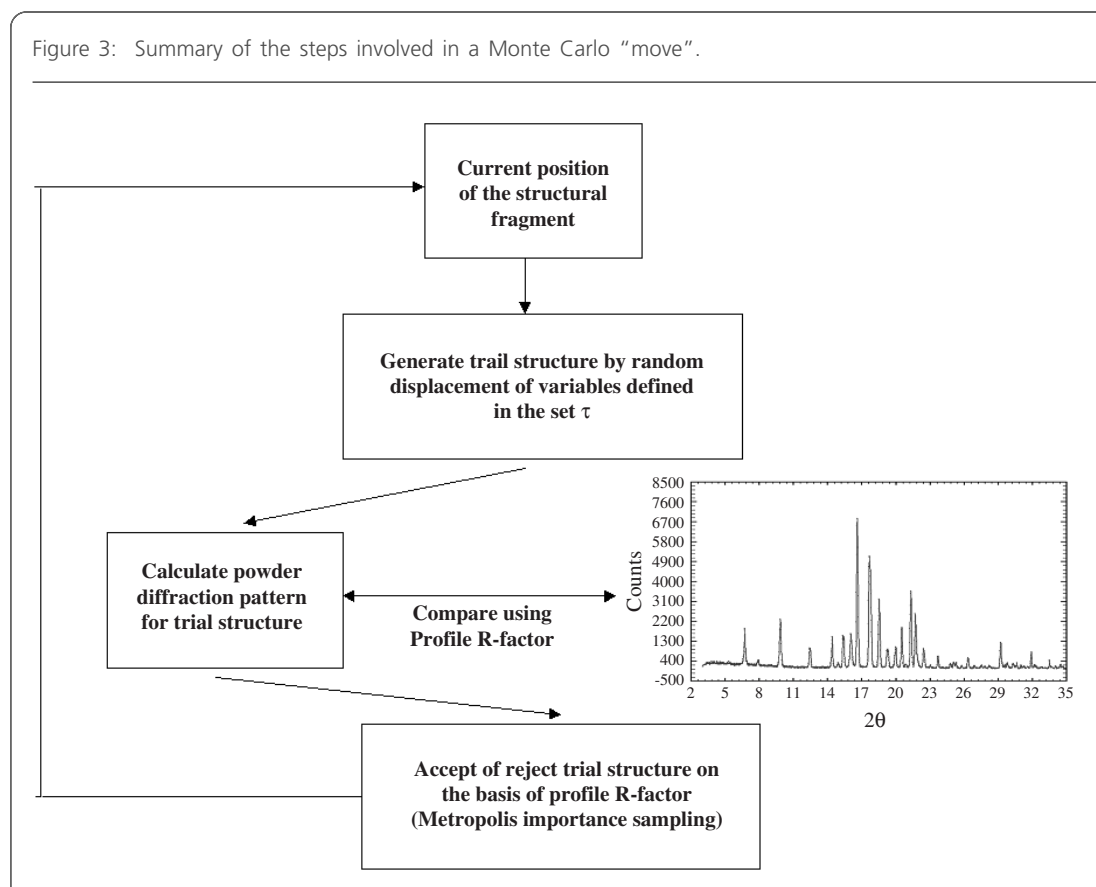 Figure 3: Summary of the steps involved in a Monte Carlo “move”.
Current position
of the structural
fragment
Generate trail structure by random
displacement of variables defined
in the set τ
Calculate powder
diffraction pattern
for trial structure
Compare using
Profile R-factor
8500
7600
6700
5800
4900
4000
3100
2200
1300
400
-500
Counts
2 5 8 11 14 17 20 23 26 29 32 35
2θ
Accept of reject trial structure on
the basis of profile R-factor
(Metropolis importance sampling)